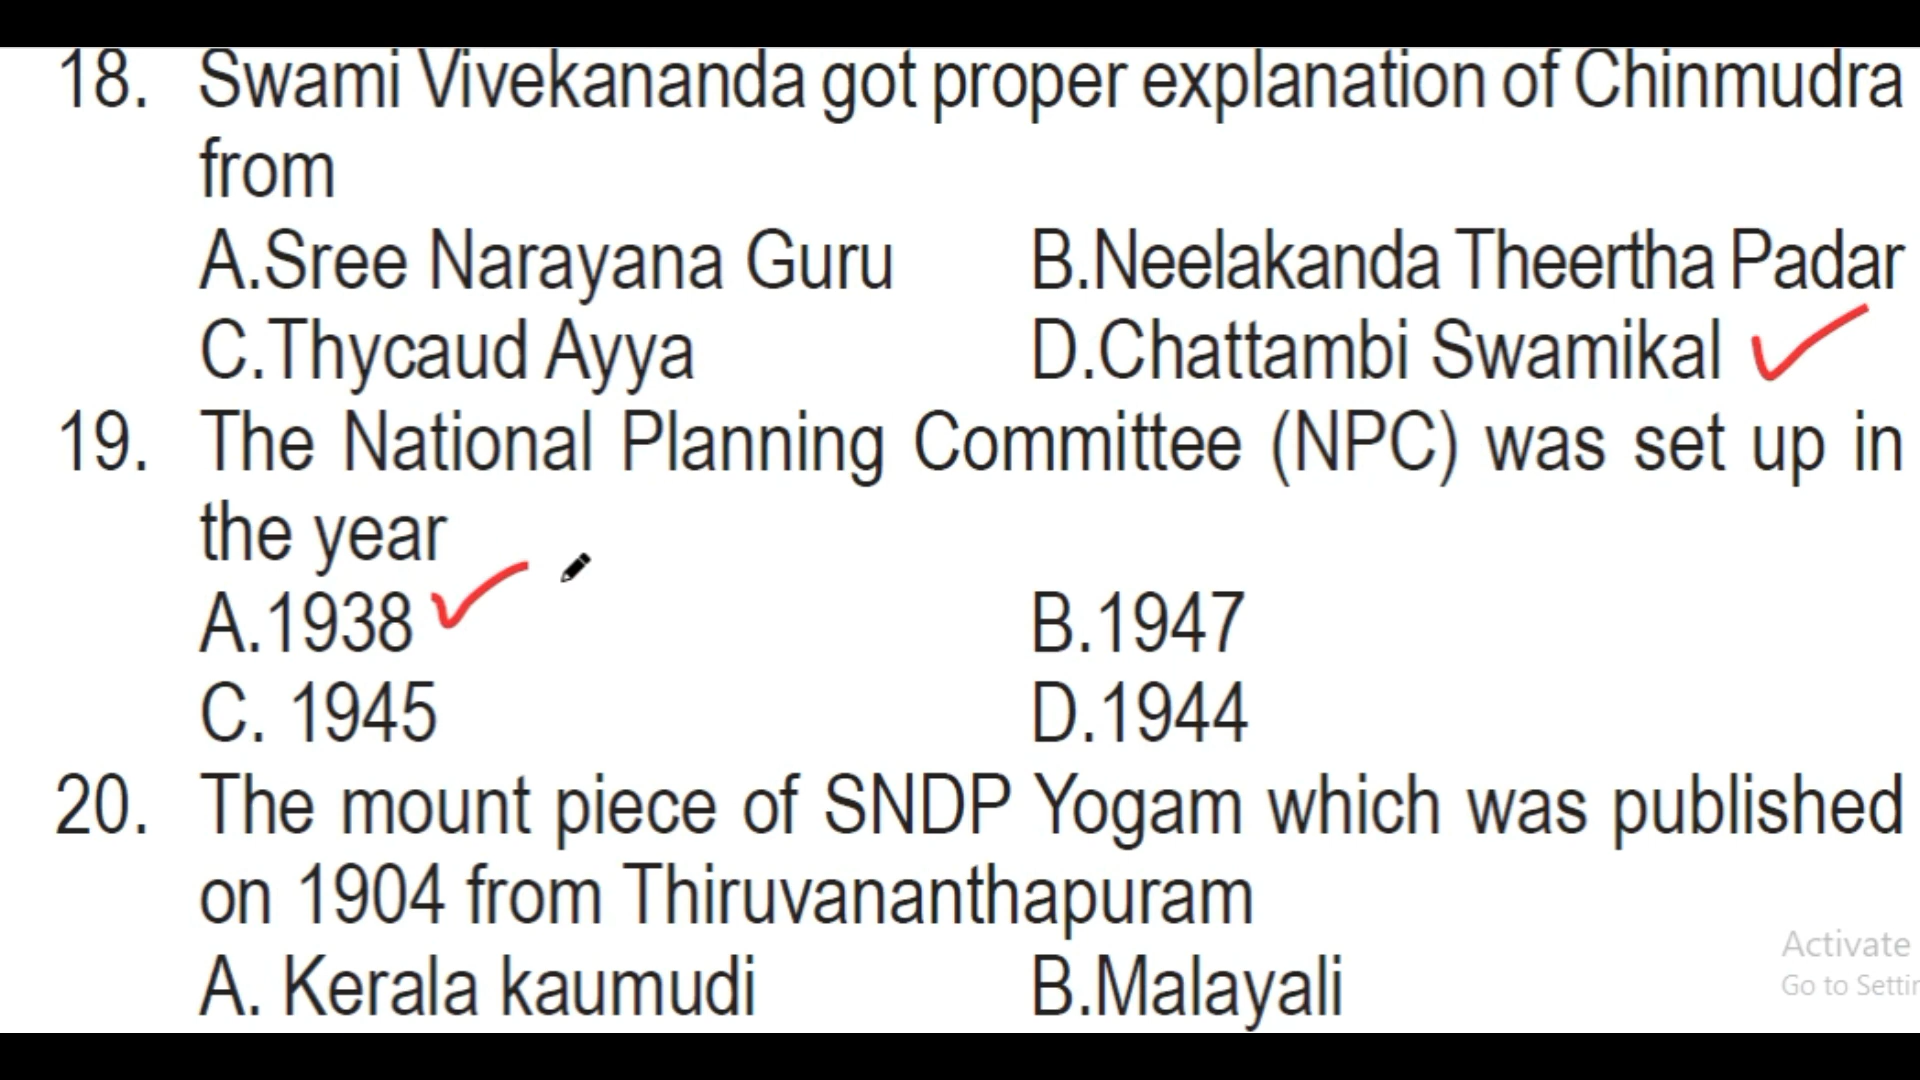 18. Swami Vivekananda got proper explanation of Chinmudra
from
A.Sree Narayana Guru B.Neelakanda Theertha Padar
C.Thycaud Ayya D.Chattambi Swamikal
19. The National Planning Committee (NPC) was set up in
the year
A.1938 B.1947
C. 1945 D.1944
20. The mount piece of SNDP Yogam which was published
on 1904 from Thiruvananthapuram
A. Kerala kaumudi B.Malayali
Activate
Go to Settin